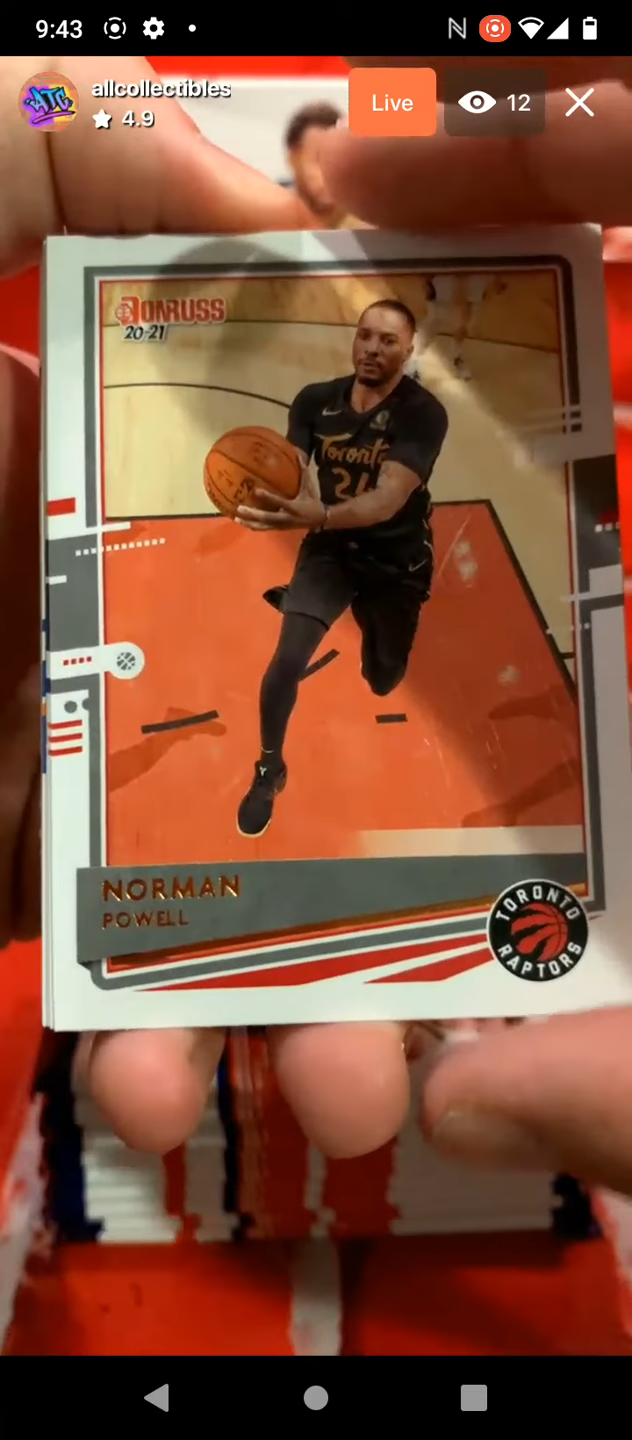 9:43
allcollectibles
4.9
Live
12
DONRUSS
20-21
Toronto
24
NORMAN
POWELL
TORONTO
RAPTORS